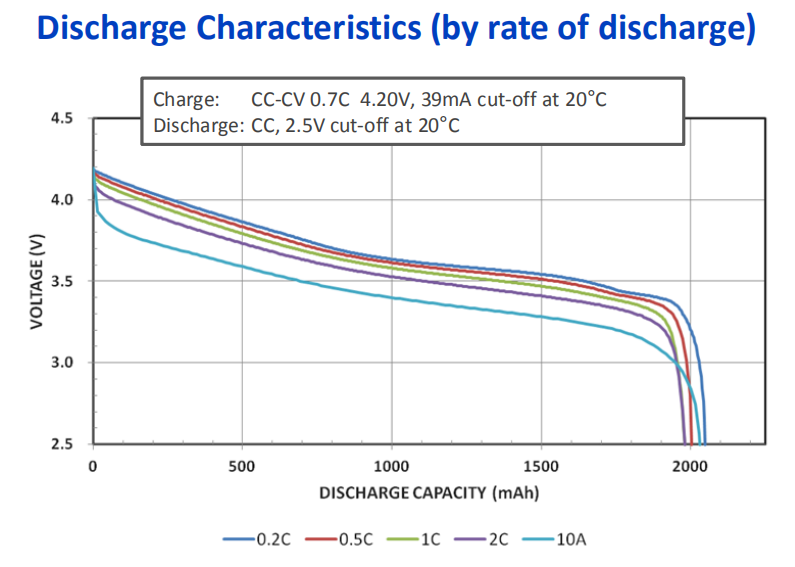 Discharge Characteristics (by rate of discharge)
Charge: CC-CV 0.7C 4.20V, 39mA cut-off at 20°C
Discharge: CC, 2.5V cut-off at 20°C
4.5
4.0
3.5
3.0
2.5
VOLTAGE (V)
0 500 1000 1500 2000
DISCHARGE CAPACITY (mAh)
0.2C 0.5C 1C 2C 10A